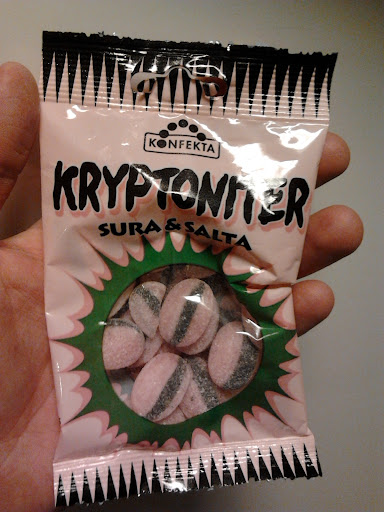 KONFEKTA
KRYPTONITER
SURA & SALTA